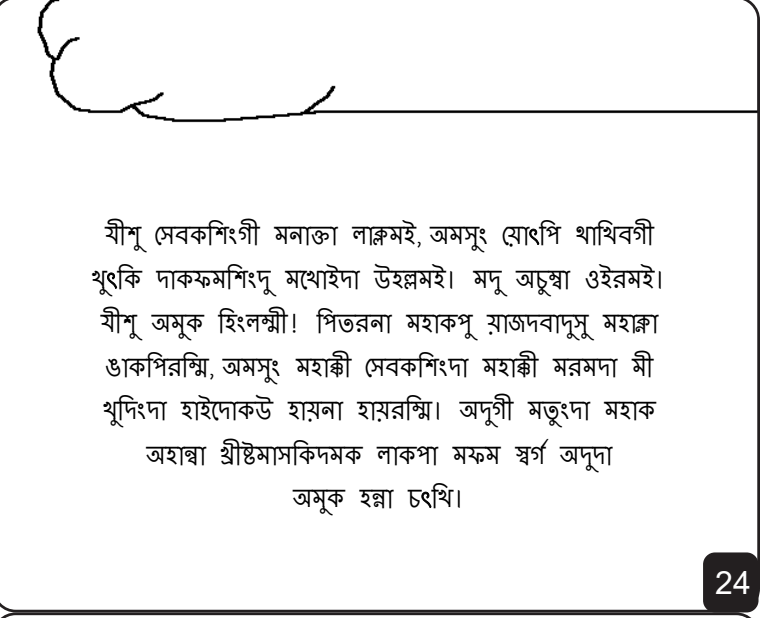 যীশু সেবকশিংগী মনাক্তা লাক্লমই, অমসুং য়োৎপি থাথিবগী
খুৎকি দাকফমশিংদু মখোইদা উহল্লমই। মদু অচুম্বা ওইরমই।
যীশু অমুক হিংলম্মী! পিতরনা মহাকপু য়াজদবাদুসু মহাক্না
ঙাকপিরম্মি, অমসুং মহাক্কী সেবকশিংদা মহাক্কী মরমদা মী
খুদিংদা হাইদোকউ হায়না হায়রম্মি। অদুগী মতুংদা মহাক
অহান্বা খ্রীষ্টমাসকিদমক লাকপা মফম স্বর্গ অদুদা
অমুক হন্না চৎখি।
24